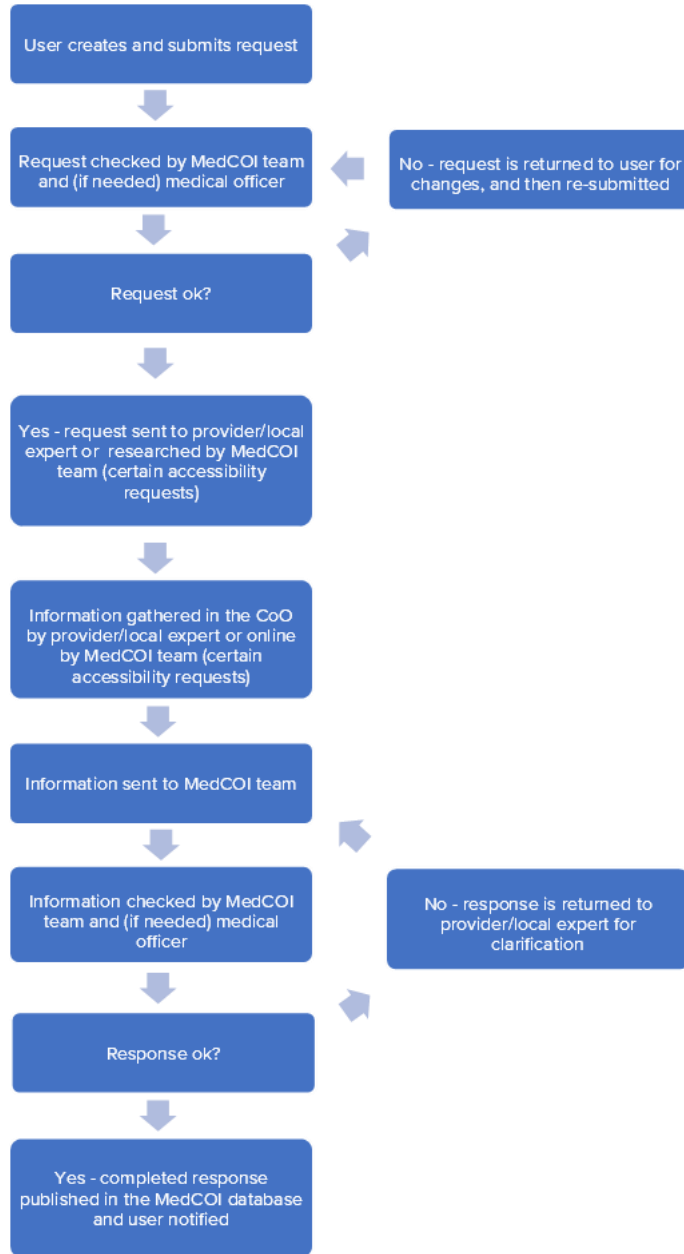 User creates and submits request
Request checked by MedCOI team
and (if needed) medical officer
No - request is returned to user for
changes, and then re-submitted
Request ok?
Yes - request sent to provider/local
expert or researched by MedCOI
team (certain accessibility
requests)
Information gathered in the CoO
by provider/local expert or online
by MedCOI team (certain
accessibility requests)
Information sent to MedCOI team
Information checked by MedCOI
team and (if needed) medical
officer
No - response is returned to
provider/local expert for
clarification
Response ok?
Yes - completed response
published in the MedCOI database
and user notified